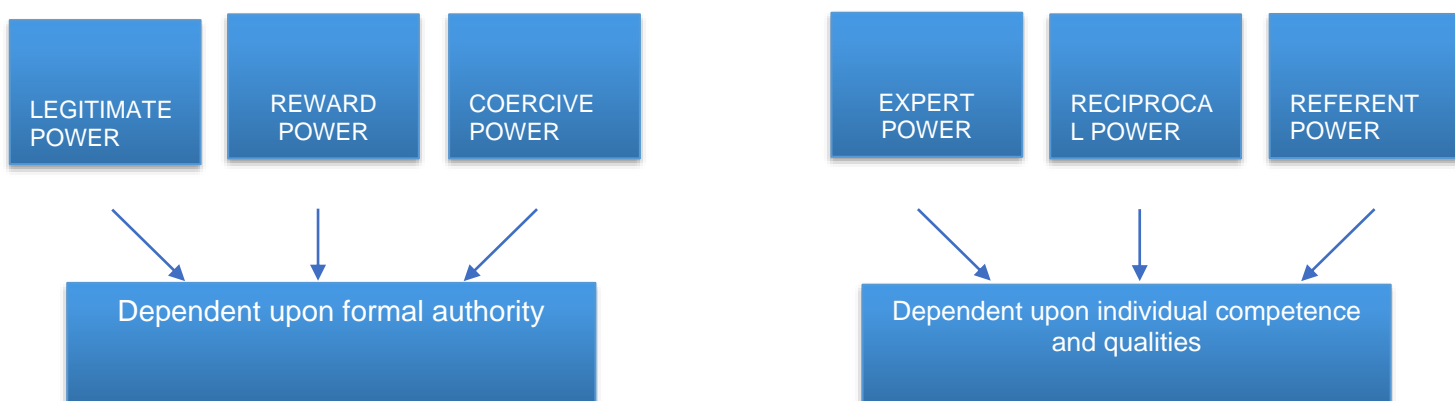 LEGITIMATE
POWER
REWARD
POWER
COERCIVE
POWER
EXPERT
POWER
RECIPROCA
L POWER
REFERENT
POWER
Dependent upon formal authority
Dependent upon individual competence
and qualities